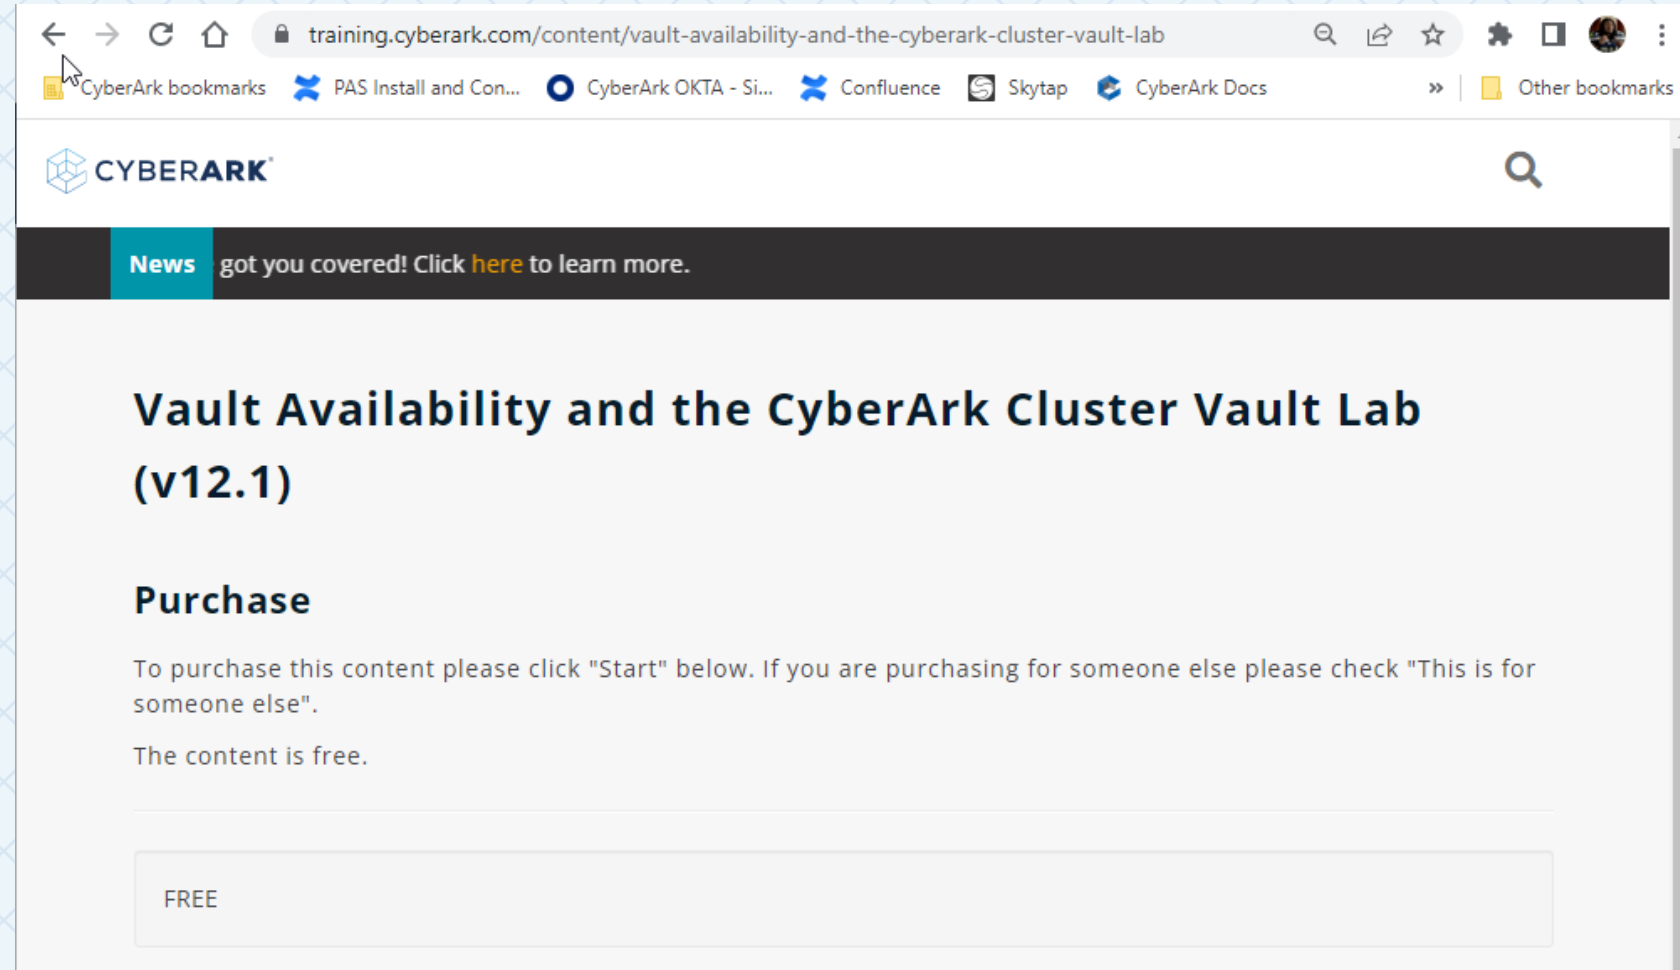 training.cyberark.com/content/vault-availability-and-the-cyberark-cluster-vault-lab
CyberArk bookmarks PAS Install and Con... CyberArk OKTA - Si... Confluence Skytap CyberArk Docs » Other bookmarks
CYBERARK
News got you covered! Click here to learn more.
Vault Availability and the CyberArk Cluster Vault Lab
(v12.1)
Purchase
To purchase this content please click "Start" below. If you are purchasing for someone else please check "This is for
someone else".
The content is free.
FREE